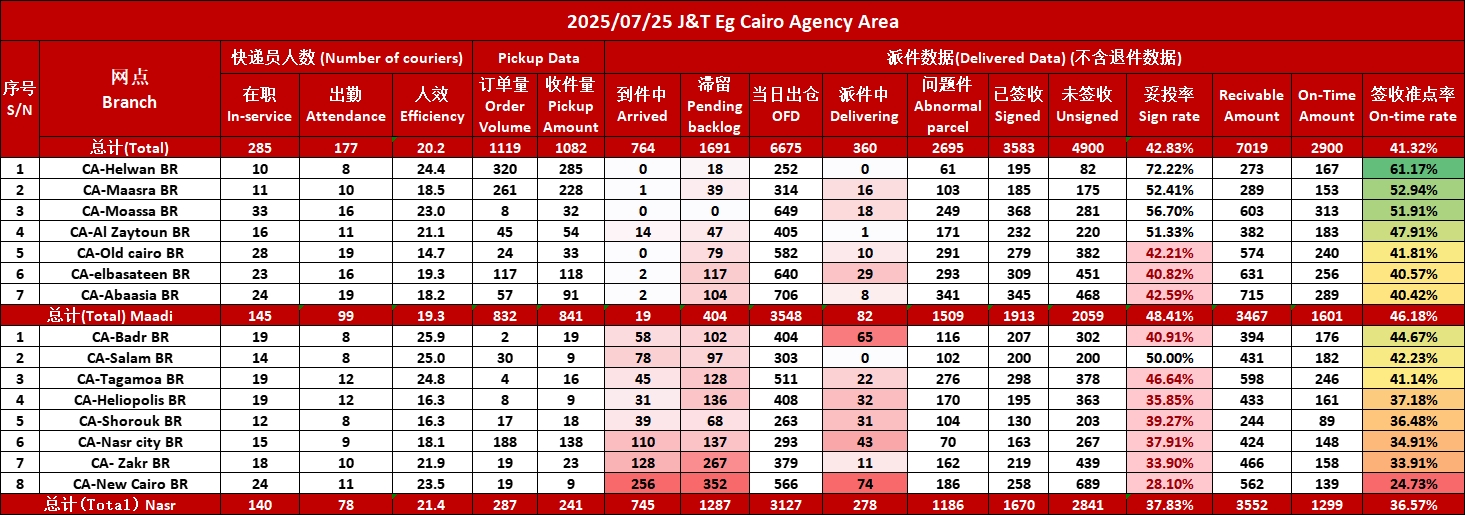 2025/07/25 J&T Eg Cairo Agency Area
序号 S/N 网点 Branch 快递员人数 (Number of couriers) Pickup Data 派件数据(Delivered Data) (不含退件数据)
在职 In-service 出勤 Attendance 人效 Efficiency 订单量 Order Volume 收件量 Pickup Amount 到件中 Arrived 滞留 Pending backlog 当日出仓 OFD 派件中 Delivering 问题件 Abnormal parcel 已签收 Signed 未签收 Unsigned 妥投率 Sign rate Recivable Amount On-Time Amount 签收准点率 On-time rate
总计(Total) 285 177 20.2 1119 1082 764 1691 6675 360 2695 3583 4900 42.83% 7019 2900 41.32%
1 CA-Helwan BR 10 8 24.4 320 285 0 18 252 0 61 195 82 72.22% 273 167 61.17%
2 CA-Maasra BR 11 10 18.5 261 228 1 39 314 16 103 185 175 52.41% 289 153 52.94%
3 CA-Moassa BR 33 16 23.0 8 32 0 0 649 18 249 368 281 56.70% 603 313 51.91%
4 CA-Al Zaytoun BR 16 11 21.1 45 54 14 47 405 1 171 232 220 51.33% 382 183 47.91%
5 CA-Old cairo BR 28 19 14.7 24 33 0 79 582 10 291 279 382 42.21% 574 240 41.81%
6 CA-elbasateen BR 23 16 19.3 117 118 2 117 640 29 293 309 451 40.82% 631 256 40.57%
7 CA-Abaasia BR 24 19 18.2 57 91 2 104 706 8 341 345 468 42.59% 715 289 40.42%
总计(Total) Maadi 145 99 19.3 832 841 19 404 3548 82 1509 1913 2059 48.41% 3467 1601 46.18%
1 CA-Badr BR 19 8 25.9 2 19 58 102 404 65 116 207 302 40.91% 394 176 44.67%
2 CA-Salam BR 14 8 25.0 30 9 78 97 303 0 102 200 200 50.00% 431 182 42.23%
3 CA-Tagamoa BR 19 12 24.8 4 16 45 128 511 22 276 298 378 46.64% 598 246 41.14%
4 CA-Heliopolis BR 19 12 16.3 8 9 31 136 408 32 170 195 363 35.85% 433 161 37.18%
5 CA-Shorouk BR 12 8 16.3 17 18 39 68 263 31 104 130 203 39.27% 244 89 36.48%
6 CA-Nasr city BR 15 9 18.1 188 138 110 137 293 43 70 163 267 37.91% 424 148 34.91%
7 CA- Zakr BR 18 10 21.9 19 23 128 267 379 11 162 219 439 33.90% 466 158 33.91%
8 CA-New Cairo BR 24 11 23.5 19 9 256 352 566 74 186 258 689 28.10% 562 139 24.73%
总计(Total) Nasr 140 78 21.4 287 241 745 1287 3127 278 1186 1670 2841 37.83% 3552 1299 36.57%